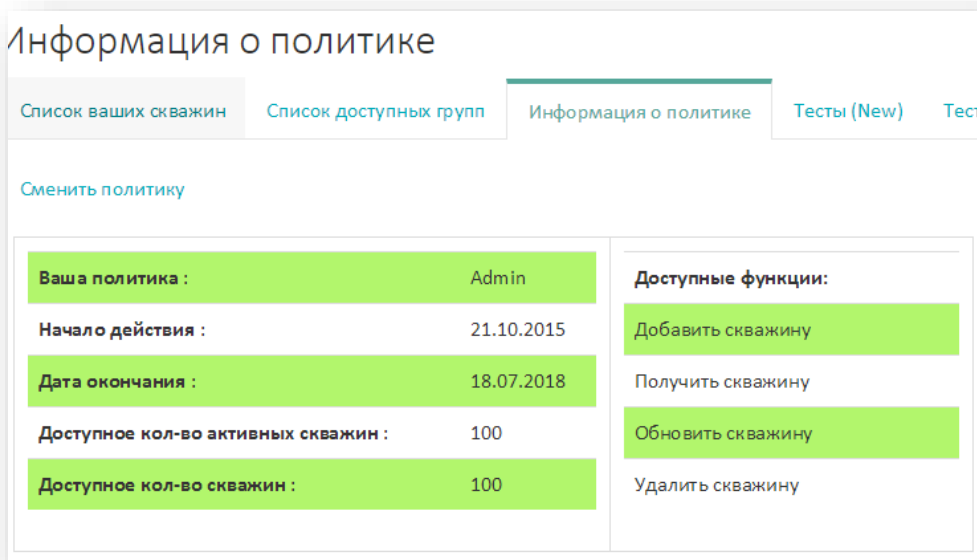 Информация о политике
Список ваших скважин Список доступных групп Информация о политике Тесты (New) Тест
Сменить политику
Ваша политика : Admin
Начало действия : 21.10.2015
Дата окончания : 18.07.2018
Доступное кол-во активных скважин : 100
Доступное кол-во скважин : 100
Доступные функции:
Добавить скважину
Получить скважину
Обновить скважину
Удалить скважину